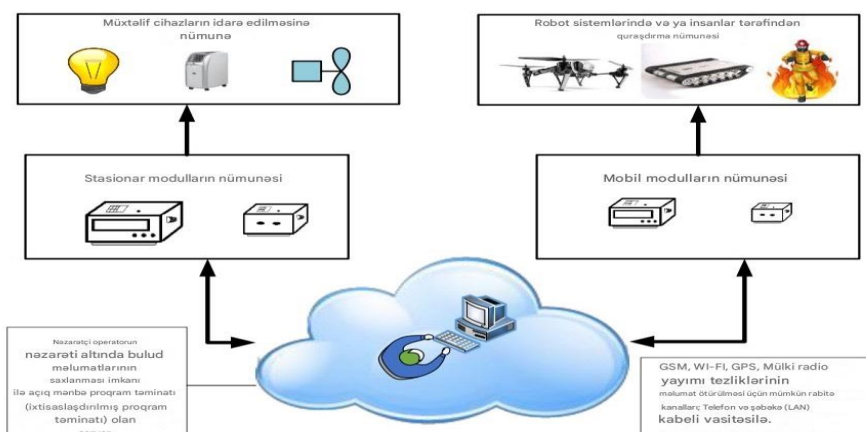 Müxtəlif cihazların idarə edilməsinə
nümunə
Robot sistemlərində və ya insanlar tərəfindən
quraşdırma nümunəsi
Stasionar modulların nümunəsi
Mobil modulların nümunəsi
Nəzarətçi operatorun
nəzarəti altında bulud
məlumatlarının
saxlanması imkanı
ilə açıq mənbə proqram təminatı
(ixtisaslaşdırılmış proqram
təminatı) olan
GSM, WI-FI, GPS, Mülki radio
yayımı tezliklərinin
məlumat ötürülməsi üçün mümkün rabitə
kanalları; Telefon və şəbəkə (LAN)
kabeli vasitəsilə.